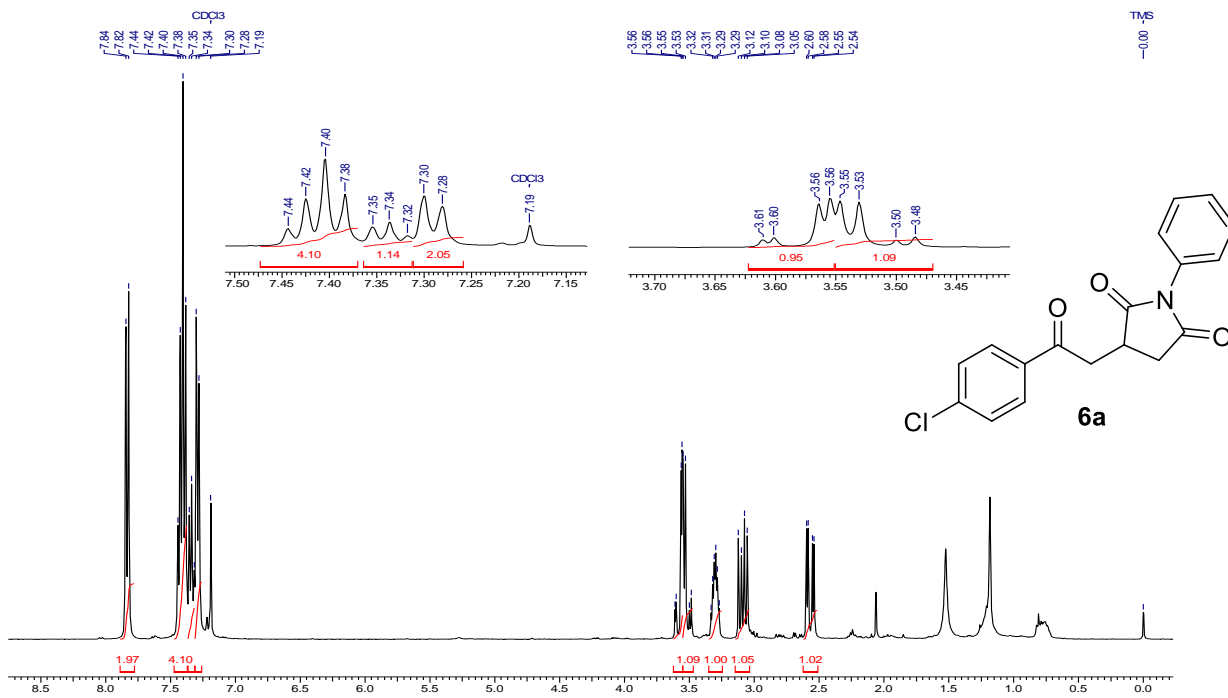 CDCl3
TMS
7.84 7.82 7.44 7.42 7.40 7.38 7.35 7.34 7.30 7.28 7.19
3.56 3.56 3.55 3.53 3.32 3.31 3.29 3.29 3.12 3.10 3.08 3.05 2.60 2.58 2.55 2.54
0.00
7.44 7.42 7.40 7.38 7.35 7.34 7.32 7.30 7.28 CDCl3 7.19
4.10 1.14 2.05
7.50 7.45 7.40 7.35 7.30 7.25 7.20 7.15
3.61 3.60 3.56 3.56 3.55 3.53 3.50 3.48
0.95 1.09
3.70 3.65 3.60 3.55 3.50 3.45
O
O
N
O
Cl
6a
1.97 4.10 1.09 1.00 1.05 1.02
8.5 8.0 7.5 7.0 6.5 6.0 5.5 5.0 4.5 4.0 3.5 3.0 2.5 2.0 1.5 1.0 0.5 0.0